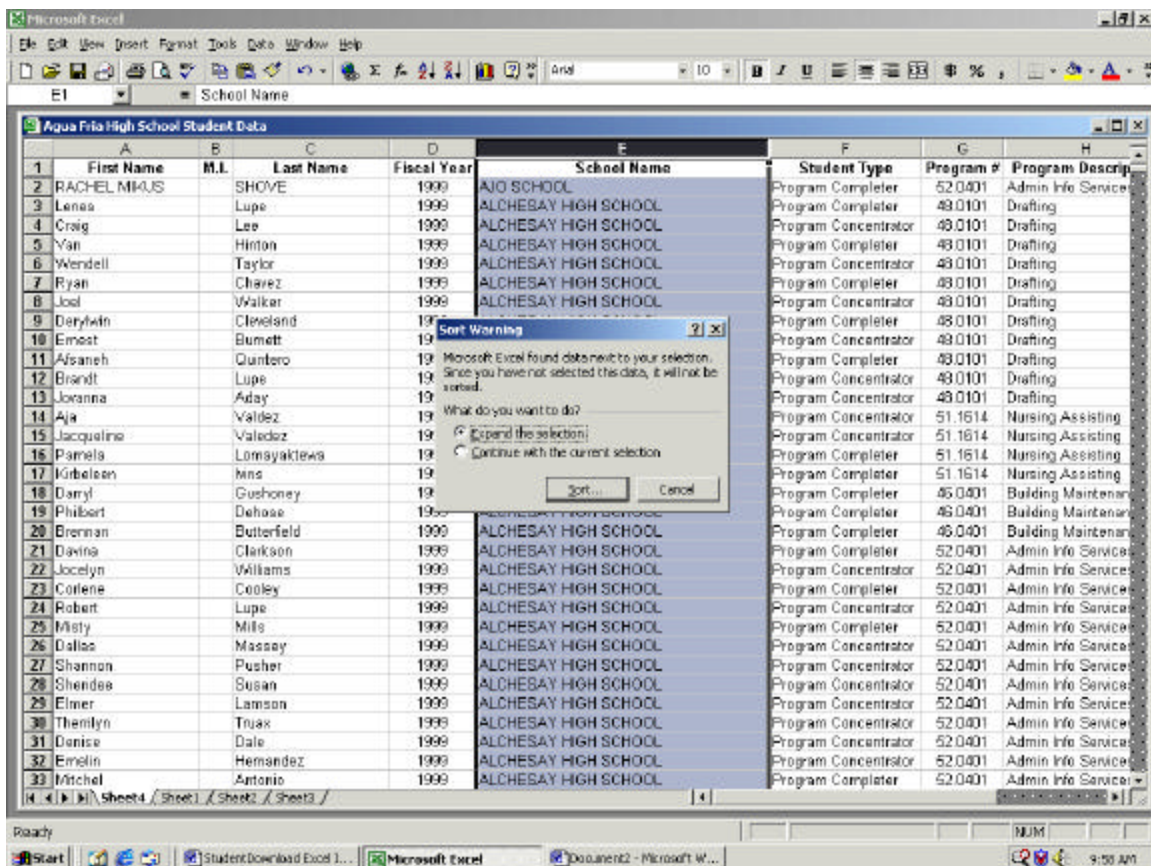 Microsoft Excel
File Edit View Insert Format Tools Data Window Help
Arial 10 B I U $ % ,
E1 = School Name
Agua Fria High School Student Data
A B C D E F G H
1 First Name M.I. Last Name Fiscal Year School Name Student Type Program # Program Descrip
2 RACHEL MIKUS SHOVE 1999 AJO SCHOOL Program Completer 52.0401 Admin Info Services
3 Lenea Lupe 1999 ALCHESAY HIGH SCHOOL Program Completer 48.0101 Drafting
4 Craig Lee 1999 ALCHESAY HIGH SCHOOL Program Concentrator 48.0101 Drafting
5 Van Hinton 1999 ALCHESAY HIGH SCHOOL Program Completer 48.0101 Drafting
6 Wendell Taylor 1999 ALCHESAY HIGH SCHOOL Program Concentrator 48.0101 Drafting
7 Ryan Chavez 1999 ALCHESAY HIGH SCHOOL Program Completer 48.0101 Drafting
8 Joel Walker 1999 ALCHESAY HIGH SCHOOL Program Concentrator 48.0101 Drafting
9 Derylwin Cleveland 19 Program Completer 48.0101 Drafting
10 Ernest Burnett 19 Program Concentrator 48.0101 Drafting
11 Afsaneh Quintero 19 Program Completer 48.0101 Drafting
12 Brandt Lupe 19 Program Concentrator 48.0101 Drafting
13 Jovanna Aday 19 Program Concentrator 48.0101 Drafting
14 Aja Valdez 19 Program Concentrator 51.1614 Nursing Assisting
15 Jacqueline Valedez 19 Program Completer 51.1614 Nursing Assisting
16 Pamela Lomayaktewa 19 Program Completer 51.1614 Nursing Assisting
17 Kirbeleen Ivins 19 Program Concentrator 51.1614 Nursing Assisting
18 Darryl Gushoney 19 Program Completer 46.0401 Building Maintenan
19 Philbert Dehose Program Completer 46.0401 Building Maintenan
20 Brennan Butterfield 1999 ALCHESAY HIGH SCHOOL Program Completer 46.0401 Building Maintenan
21 Davina Clarkson 1999 ALCHESAY HIGH SCHOOL Program Completer 52.0401 Admin Info Services
22 Jocelyn Williams 1999 ALCHESAY HIGH SCHOOL Program Concentrator 52.0401 Admin Info Services
23 Corlene Cooley 1999 ALCHESAY HIGH SCHOOL Program Completer 52.0401 Admin Info Services
24 Robert Lupe 1999 ALCHESAY HIGH SCHOOL Program Concentrator 52.0401 Admin Info Services
25 Misty Mills 1999 ALCHESAY HIGH SCHOOL Program Completer 52.0401 Admin Info Services
26 Dallas Massey 1999 ALCHESAY HIGH SCHOOL Program Concentrator 52.0401 Admin Info Services
27 Shannon Pusher 1999 ALCHESAY HIGH SCHOOL Program Concentrator 52.0401 Admin Info Services
28 Shendee Susan 1999 ALCHESAY HIGH SCHOOL Program Concentrator 52.0401 Admin Info Services
29 Elmer Lamson 1999 ALCHESAY HIGH SCHOOL Program Concentrator 52.0401 Admin Info Services
30 Therrilyn Truax 1999 ALCHESAY HIGH SCHOOL Program Concentrator 52.0401 Admin Info Services
31 Denise Dale 1999 ALCHESAY HIGH SCHOOL Program Concentrator 52.0401 Admin Info Services
32 Emelin Hernandez 1999 ALCHESAY HIGH SCHOOL Program Concentrator 52.0401 Admin Info Services
33 Mitchel Antonio 1999 ALCHESAY HIGH SCHOOL Program Completer 52.0401 Admin Info Services
Sort Warning
Microsoft Excel found data next to your selection.
Since you have not selected this data, it will not be
sorted.
What do you want to do?
Expand the selection
Continue with the current selection
Sort... Cancel
Sheet4 Sheet1 Sheet2 Sheet3
Ready NUM
Start StudentDownload Excel 1... Microsoft Excel Document2 - Microsoft W... 9:58 AM